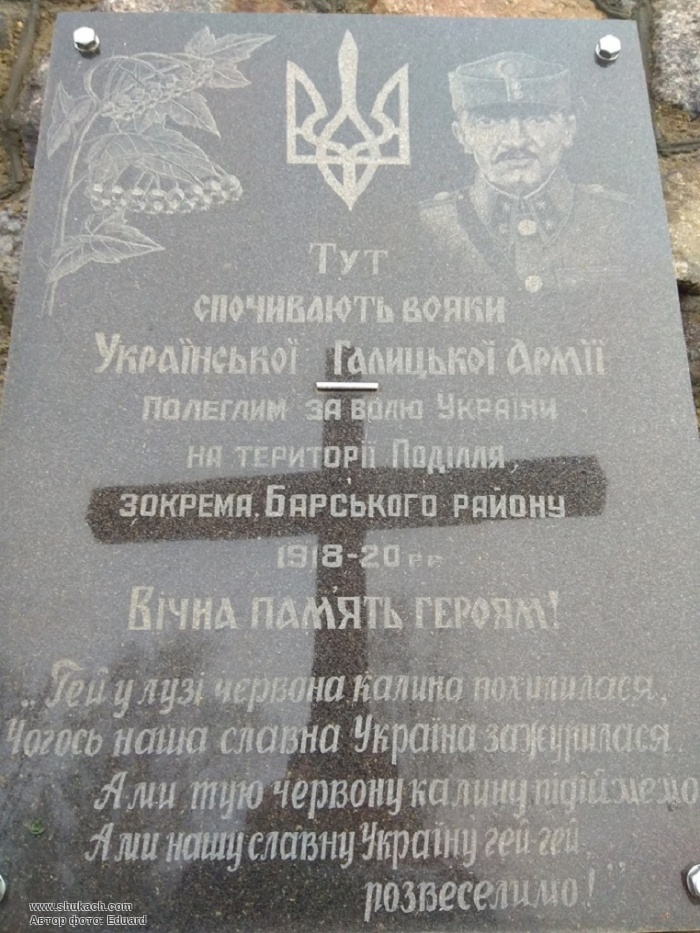 Тут
спочивають вояки
Української Галицької Армії
Полеглим за волю України
на території Поділля,
зокрема, Барського району
1918-20 рр
Вічна пам'ять героям!
„Гей у лузі червона калина похилилася,
Чогось наша славна Україна зажурилася.
А ми тую червону калину підіймемо
А ми нашу славну Україну гей гей
розвеселимо!"
www.shukach.com
Автор фото: Eduard